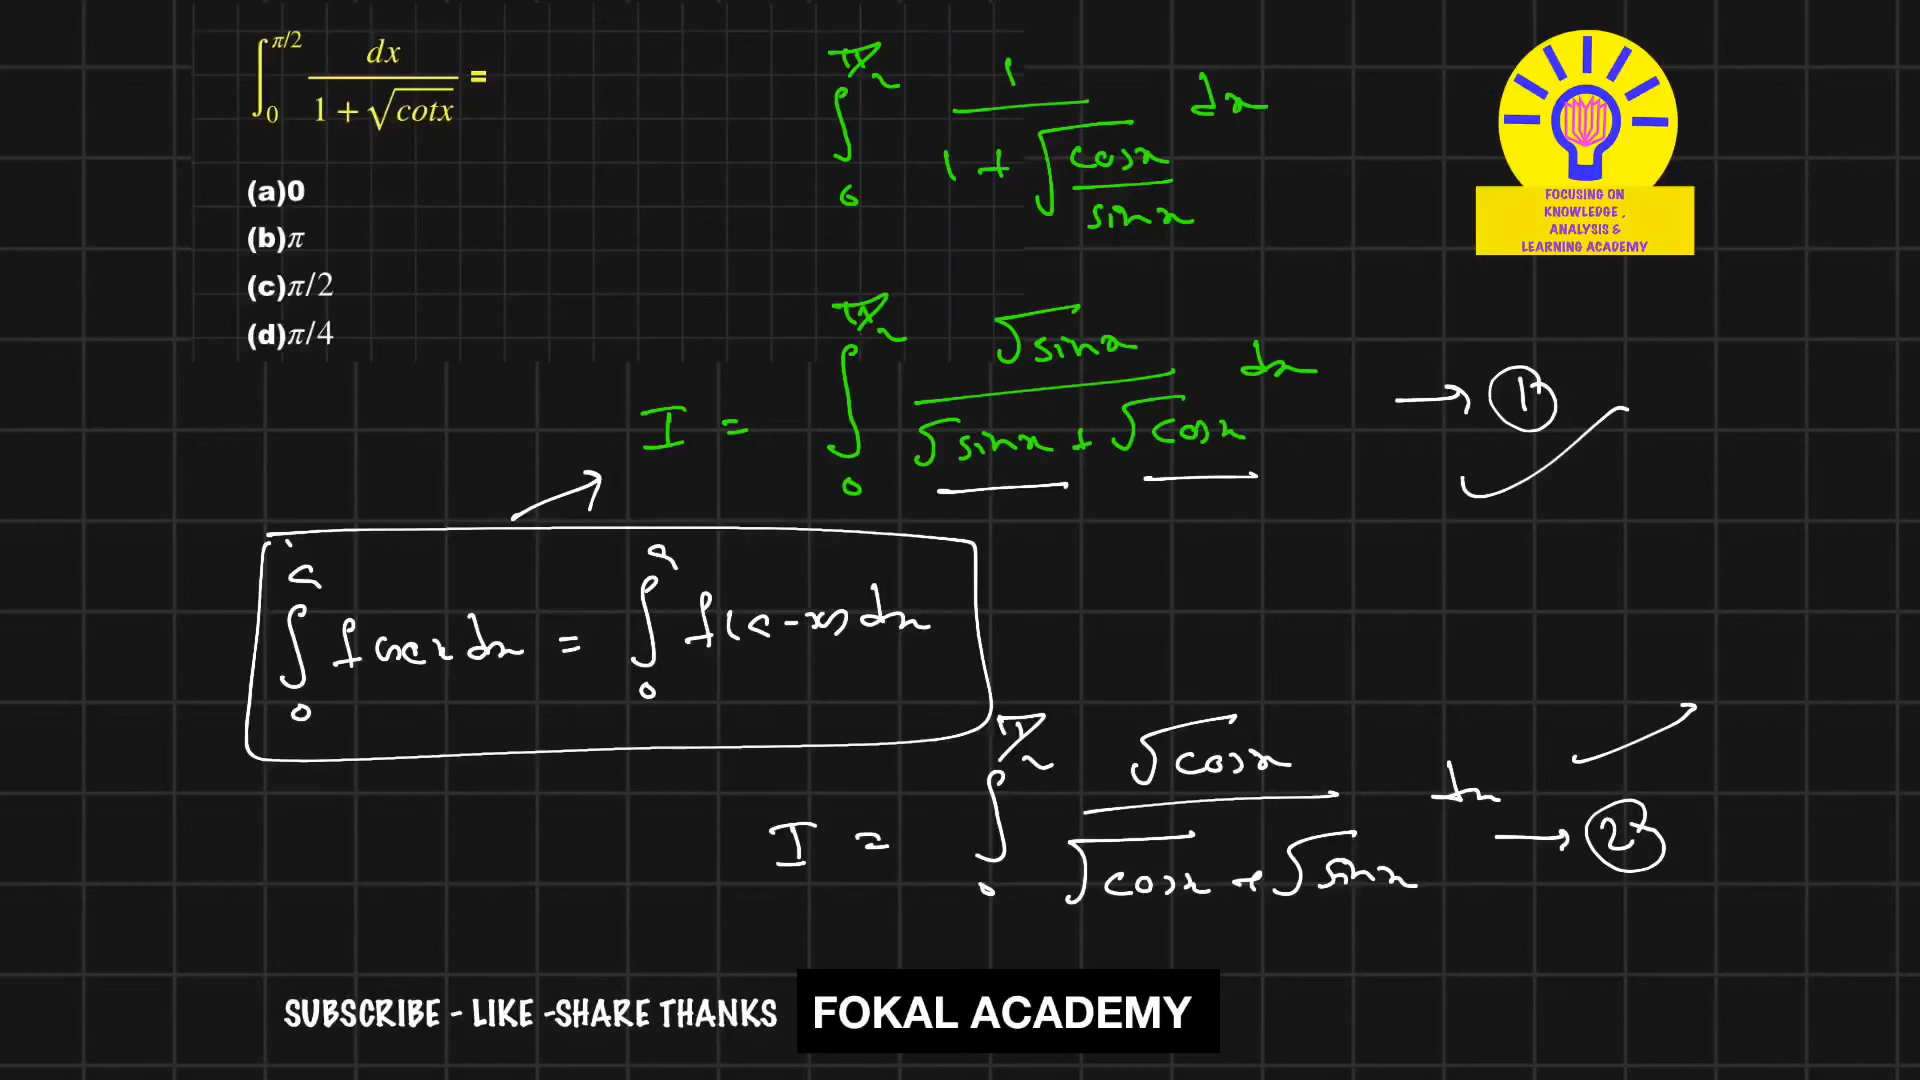 ∫₀^π/2 dx / (1 + √cotx) =
(a)0
(b)π
(c)π/2
(d)π/4
∫₀^π/2 1 / (1 + √(cosx / sinx)) dx
I = ∫₀^π/2 √sinx / (√sinx + √cosx) dx → 1
∫₀^a f(x) dx = ∫₀^a f(a-x) dx
I = ∫₀^π/2 √cosx / (√cosx + √sinx) dx → 2
FOCUSING ON
KNOWLEDGE ,
ANALYSIS &
LEARNING ACADEMY
SUBSCRIBE - LIKE -SHARE THANKS FOKAL ACADEMY